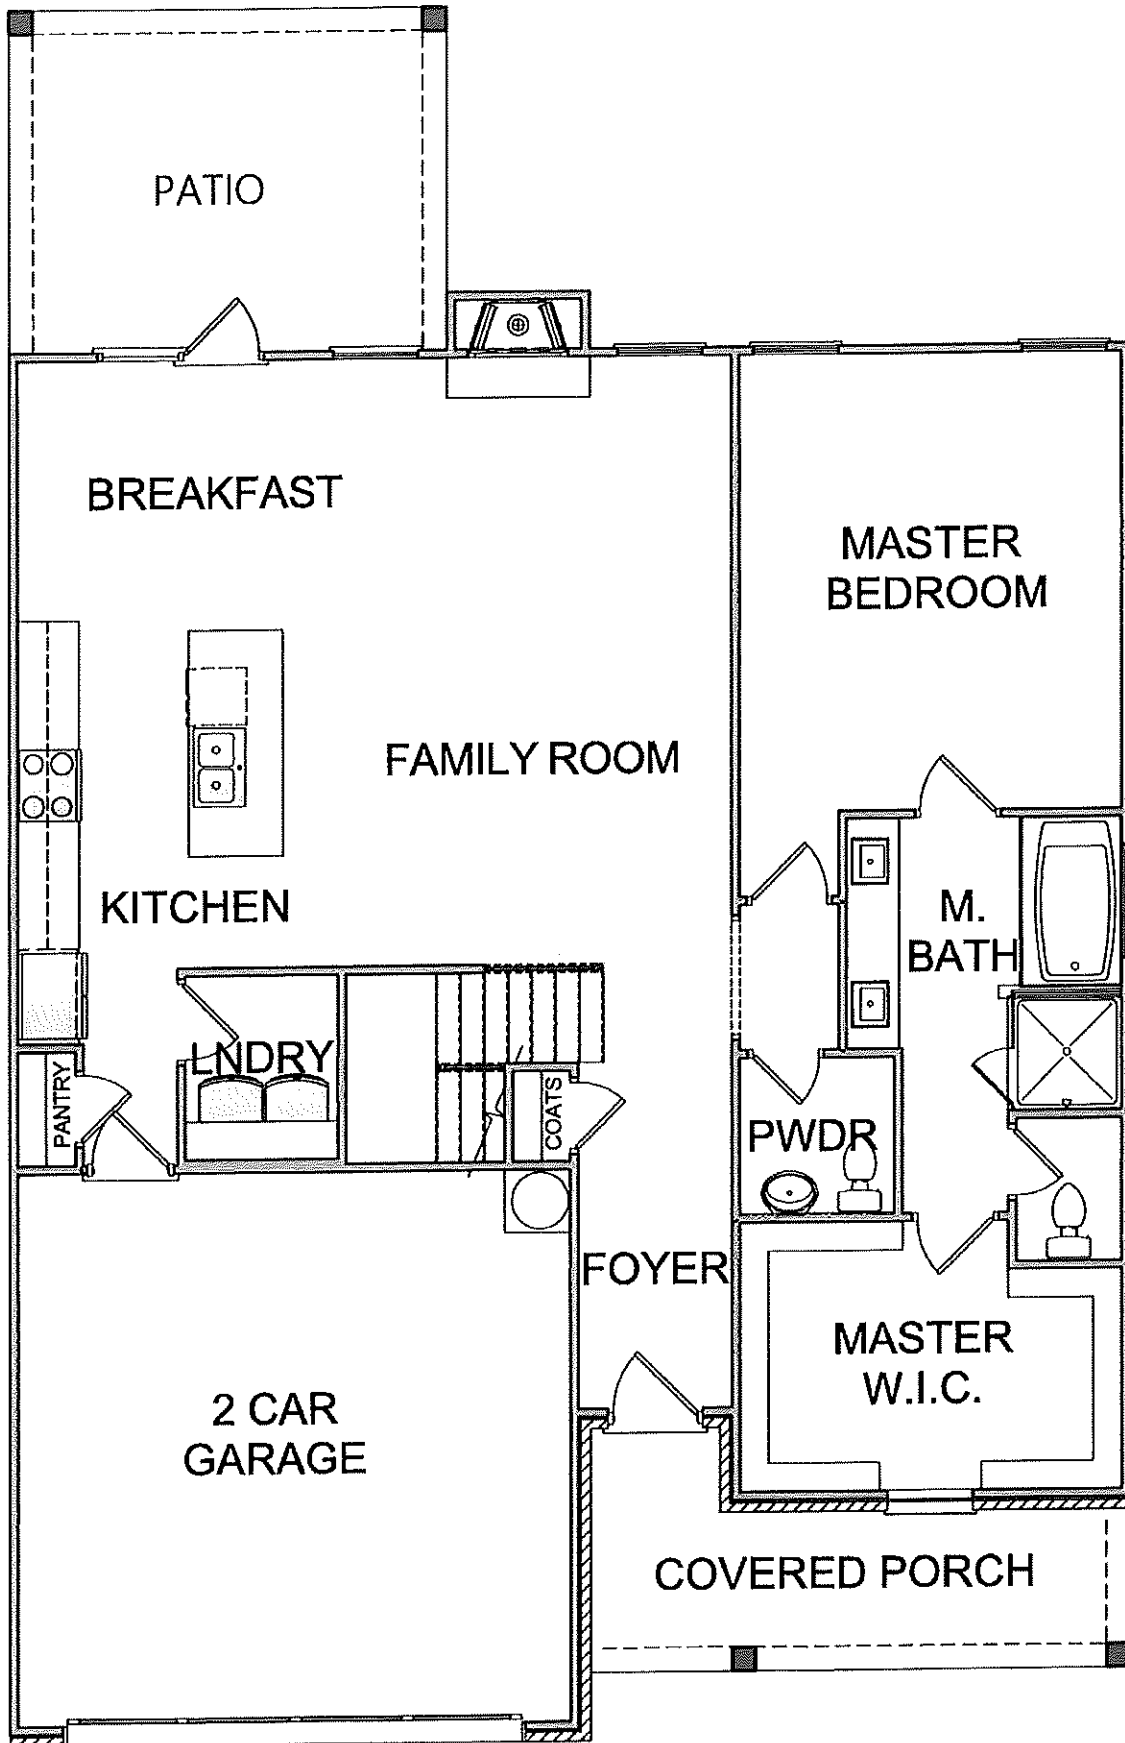 PATIO
BREAKFAST
MASTER
BEDROOM
FAMILY ROOM
KITCHEN
M.
BATH
LNDRY
PANTRY
COATS
PWDR
FOYER
MASTER
W.I.C.
2 CAR
GARAGE
COVERED PORCH